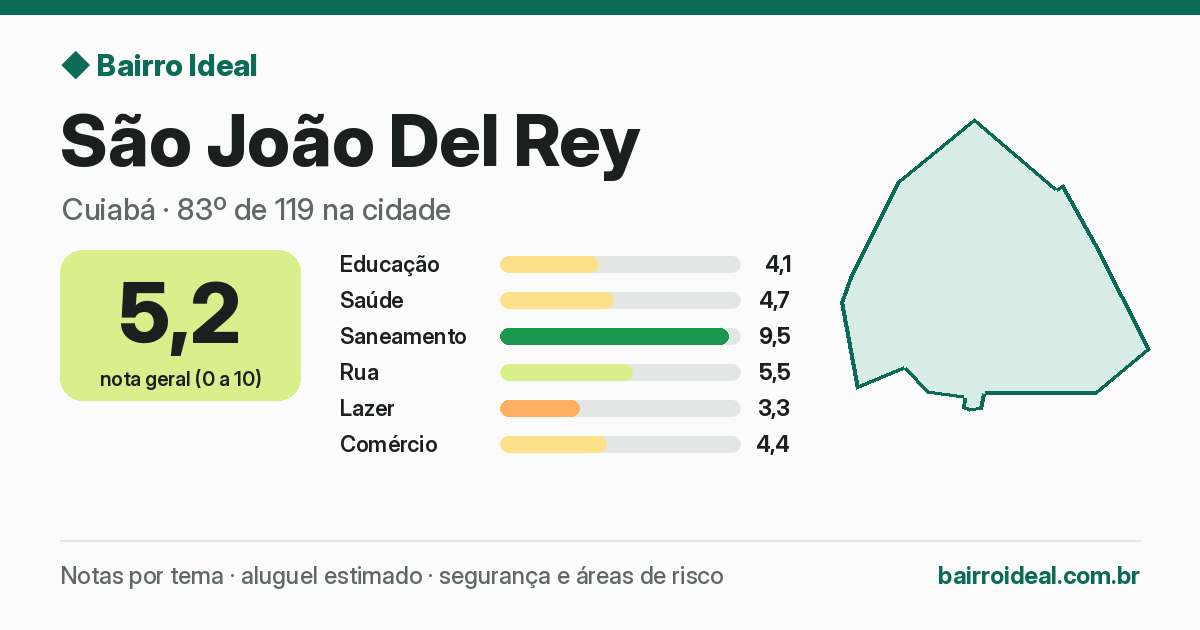 Bairro Ideal
São João Del Rey
Cuiabá · 83º de 119 na cidade
5,2
nota geral (0 a 10)
Educação 4,1
Saúde 4,7
Saneamento 9,5
Rua 5,5
Lazer 3,3
Comércio 4,4
Notas por tema · aluguel estimado · segurança e áreas de risco
bairroideal.com.br